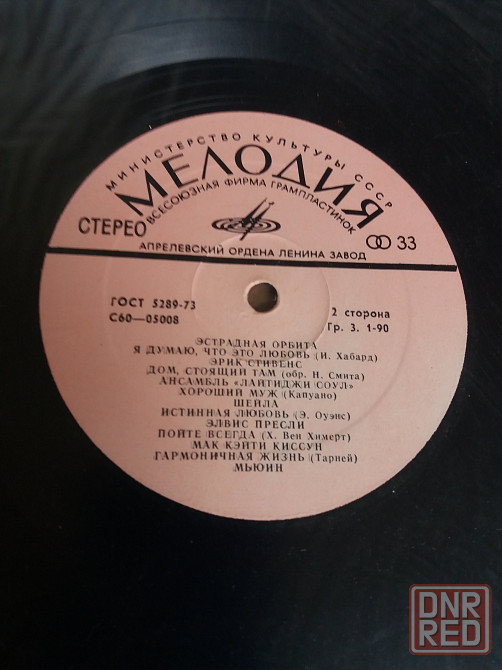 МИНИСТЕРСТВО КУЛЬТУРЫ СССР
МЕЛОДИЯ
ВСЕСОЮЗНАЯ ФИРМА ГРАМПЛАСТИНОК
СТЕРЕО
33
АПРЕЛЕВСКИЙ ОРДЕНА ЛЕНИНА ЗАВОД
ГОСТ 5289-73
С60—05008
2 сторона
Гр. 3. 1-90
ЭСТРАДНАЯ ОРБИТА
Я ДУМАЮ, ЧТО ЭТО ЛЮБОВЬ (И. Хабард)
ЭРИК СТИВЕНС
ДОМ, СТОЯЩИЙ ТАМ (обр. Н. Смита)
АНСАМБЛЬ «ЛАЙТИДЖИ СОУЛ»
ХОРОШИЙ МУЖ (Капуано)
ШЕЙЛА
ИСТИННАЯ ЛЮБОВЬ (Э. Оуэнс)
ЭЛВИС ПРЕСЛИ
ПОЙТЕ ВСЕГДА (Х. Вен Химерт)
МАК КЭЙТИ КИССУН
ГАРМОНИЧНАЯ ЖИЗНЬ (Тарней)
МЬЮИН
DNR
RED